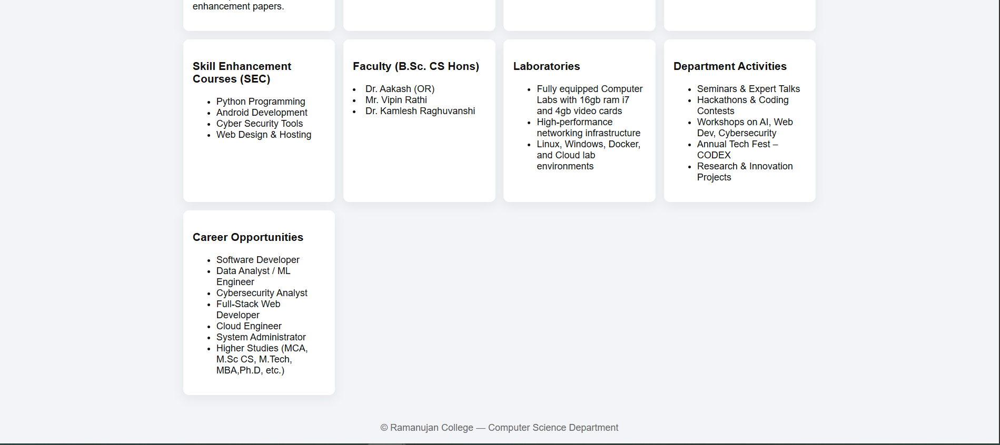 enhancement papers.
Skill Enhancement
Courses (SEC)
Python Programming
Android Development
Cyber Security Tools
Web Design & Hosting
Faculty (B.Sc. CS Hons)
Dr. Aakash (OR)
Mr. Vipin Rathi
Dr. Kamlesh Raghuvanshi
Laboratories
Fully equipped Computer
Labs with 16gb ram i7
and 4gb video cards
High-performance
networking infrastructure
Linux, Windows, Docker,
and Cloud lab
environments
Department Activities
Seminars & Expert Talks
Hackathons & Coding
Contests
Workshops on AI, Web
Dev, Cybersecurity
Annual Tech Fest –
CODEX
Research & Innovation
Projects
Career Opportunities
Software Developer
Data Analyst / ML
Engineer
Cybersecurity Analyst
Full-Stack Web
Developer
Cloud Engineer
System Administrator
Higher Studies (MCA,
M.Sc CS, M.Tech,
MBA,Ph.D, etc.)
© Ramanujan College — Computer Science Department